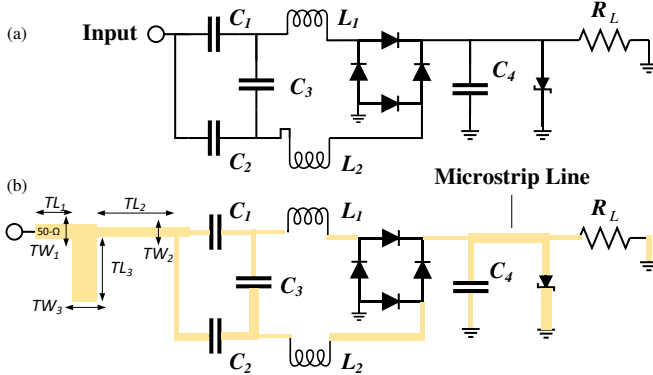 (a)
Input
C1
L1
RL
C3
C4
C2
L2
(b)
Microstrip Line
TL1
TL2
C1
L1
RL
50-Ω
TW1
TW2
TL3
C3
C4
TW3
C2
L2